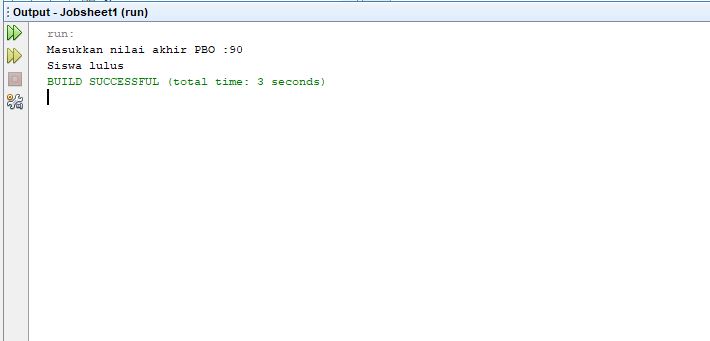 Output - Jobsheet1 (run)
run:
Masukkan nilai akhir PBO :90
Siswa lulus
BUILD SUCCESSFUL (total time: 3 seconds)